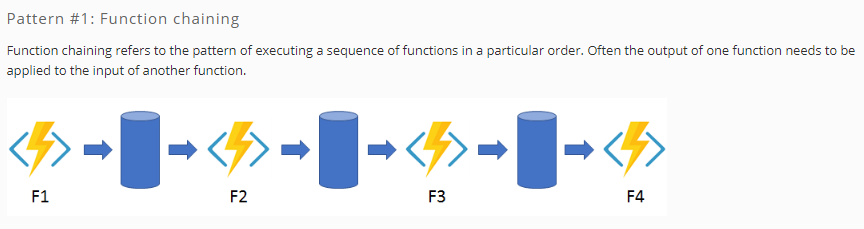 Pattern #1: Function chaining
Function chaining refers to the pattern of executing a sequence of functions in a particular order. Often the output of one function needs to be
applied to the input of another function.
F1 F2 F3 F4